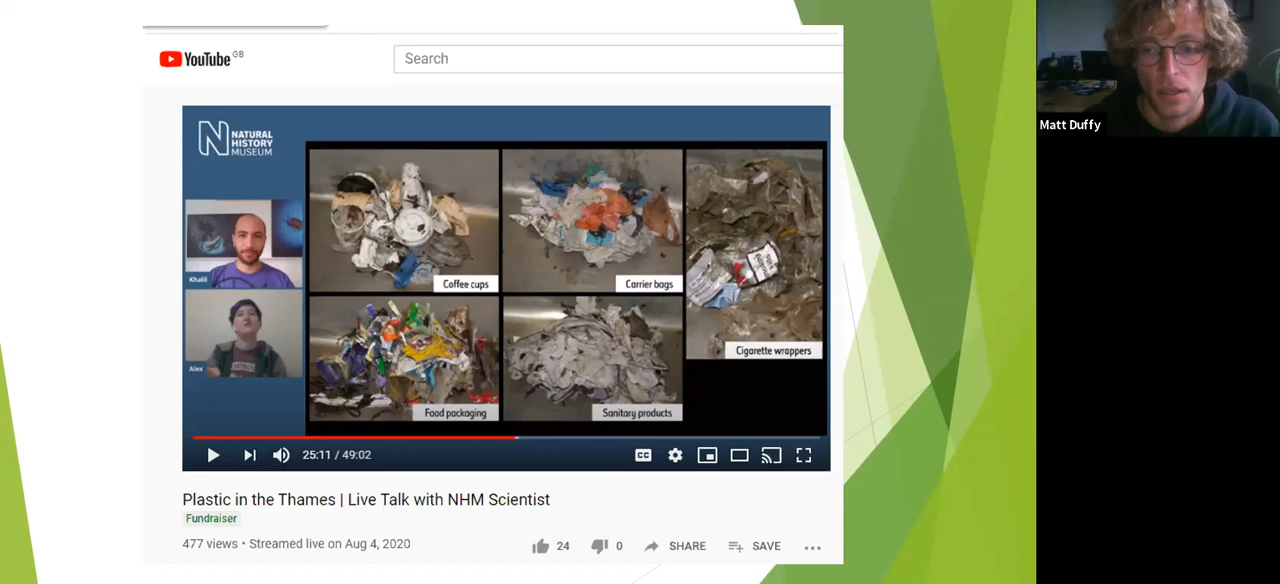 YouTube GB
Search
NATURAL
HISTORY
MUSEUM
Khalil
Alex
Coffee cups
Carrier bags
Cigarette wrappers
Food packaging
Sanitary products
25:11 / 49:02
CC
Plastic in the Thames | Live Talk with NHM Scientist
Fundraiser
477 views • Streamed live on Aug 4, 2020
24
0
SHARE
SAVE
Matt Duffy